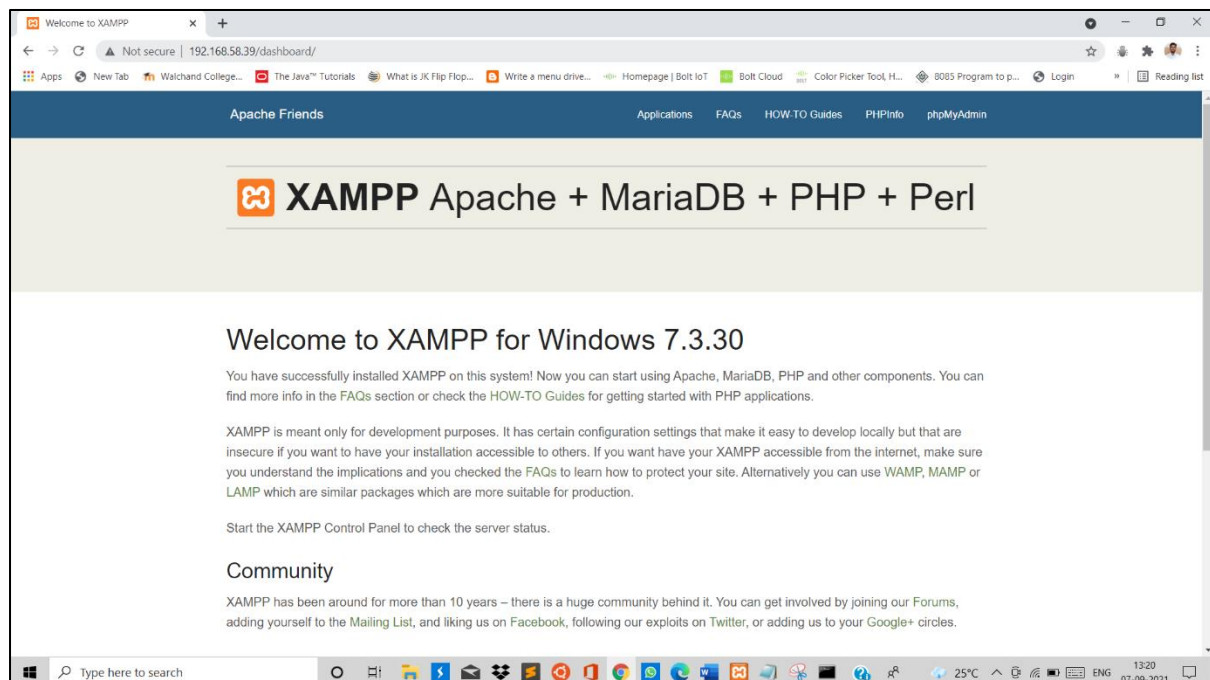 Welcome to XAMPP
Not secure | 192.168.58.39/dashboard/
Apps New Tab Walchand College... The Java™ Tutorials What is JK Flip Flop... Write a menu drive... Homepage | Bolt IoT Bolt Cloud Color Picker Tool, H... 8085 Program to p... Login » Reading list
Apache Friends Applications FAQs HOW-TO Guides PHPInfo phpMyAdmin
XAMPP Apache + MariaDB + PHP + Perl
Welcome to XAMPP for Windows 7.3.30
You have successfully installed XAMPP on this system! Now you can start using Apache, MariaDB, PHP and other components. You can
find more info in the FAQs section or check the HOW-TO Guides for getting started with PHP applications.
XAMPP is meant only for development purposes. It has certain configuration settings that make it easy to develop locally but that are
insecure if you want to have your installation accessible to others. If you want have your XAMPP accessible from the internet, make sure
you understand the implications and you checked the FAQs to learn how to protect your site. Alternatively you can use WAMP, MAMP or
LAMP which are similar packages which are more suitable for production.
Start the XAMPP Control Panel to check the server status.
Community
XAMPP has been around for more than 10 years – there is a huge community behind it. You can get involved by joining our Forums,
adding yourself to the Mailing List, and liking us on Facebook, following our exploits on Twitter, or adding us to your Google+ circles.
Type here to search 25°C ENG 13:20
07-09-2021